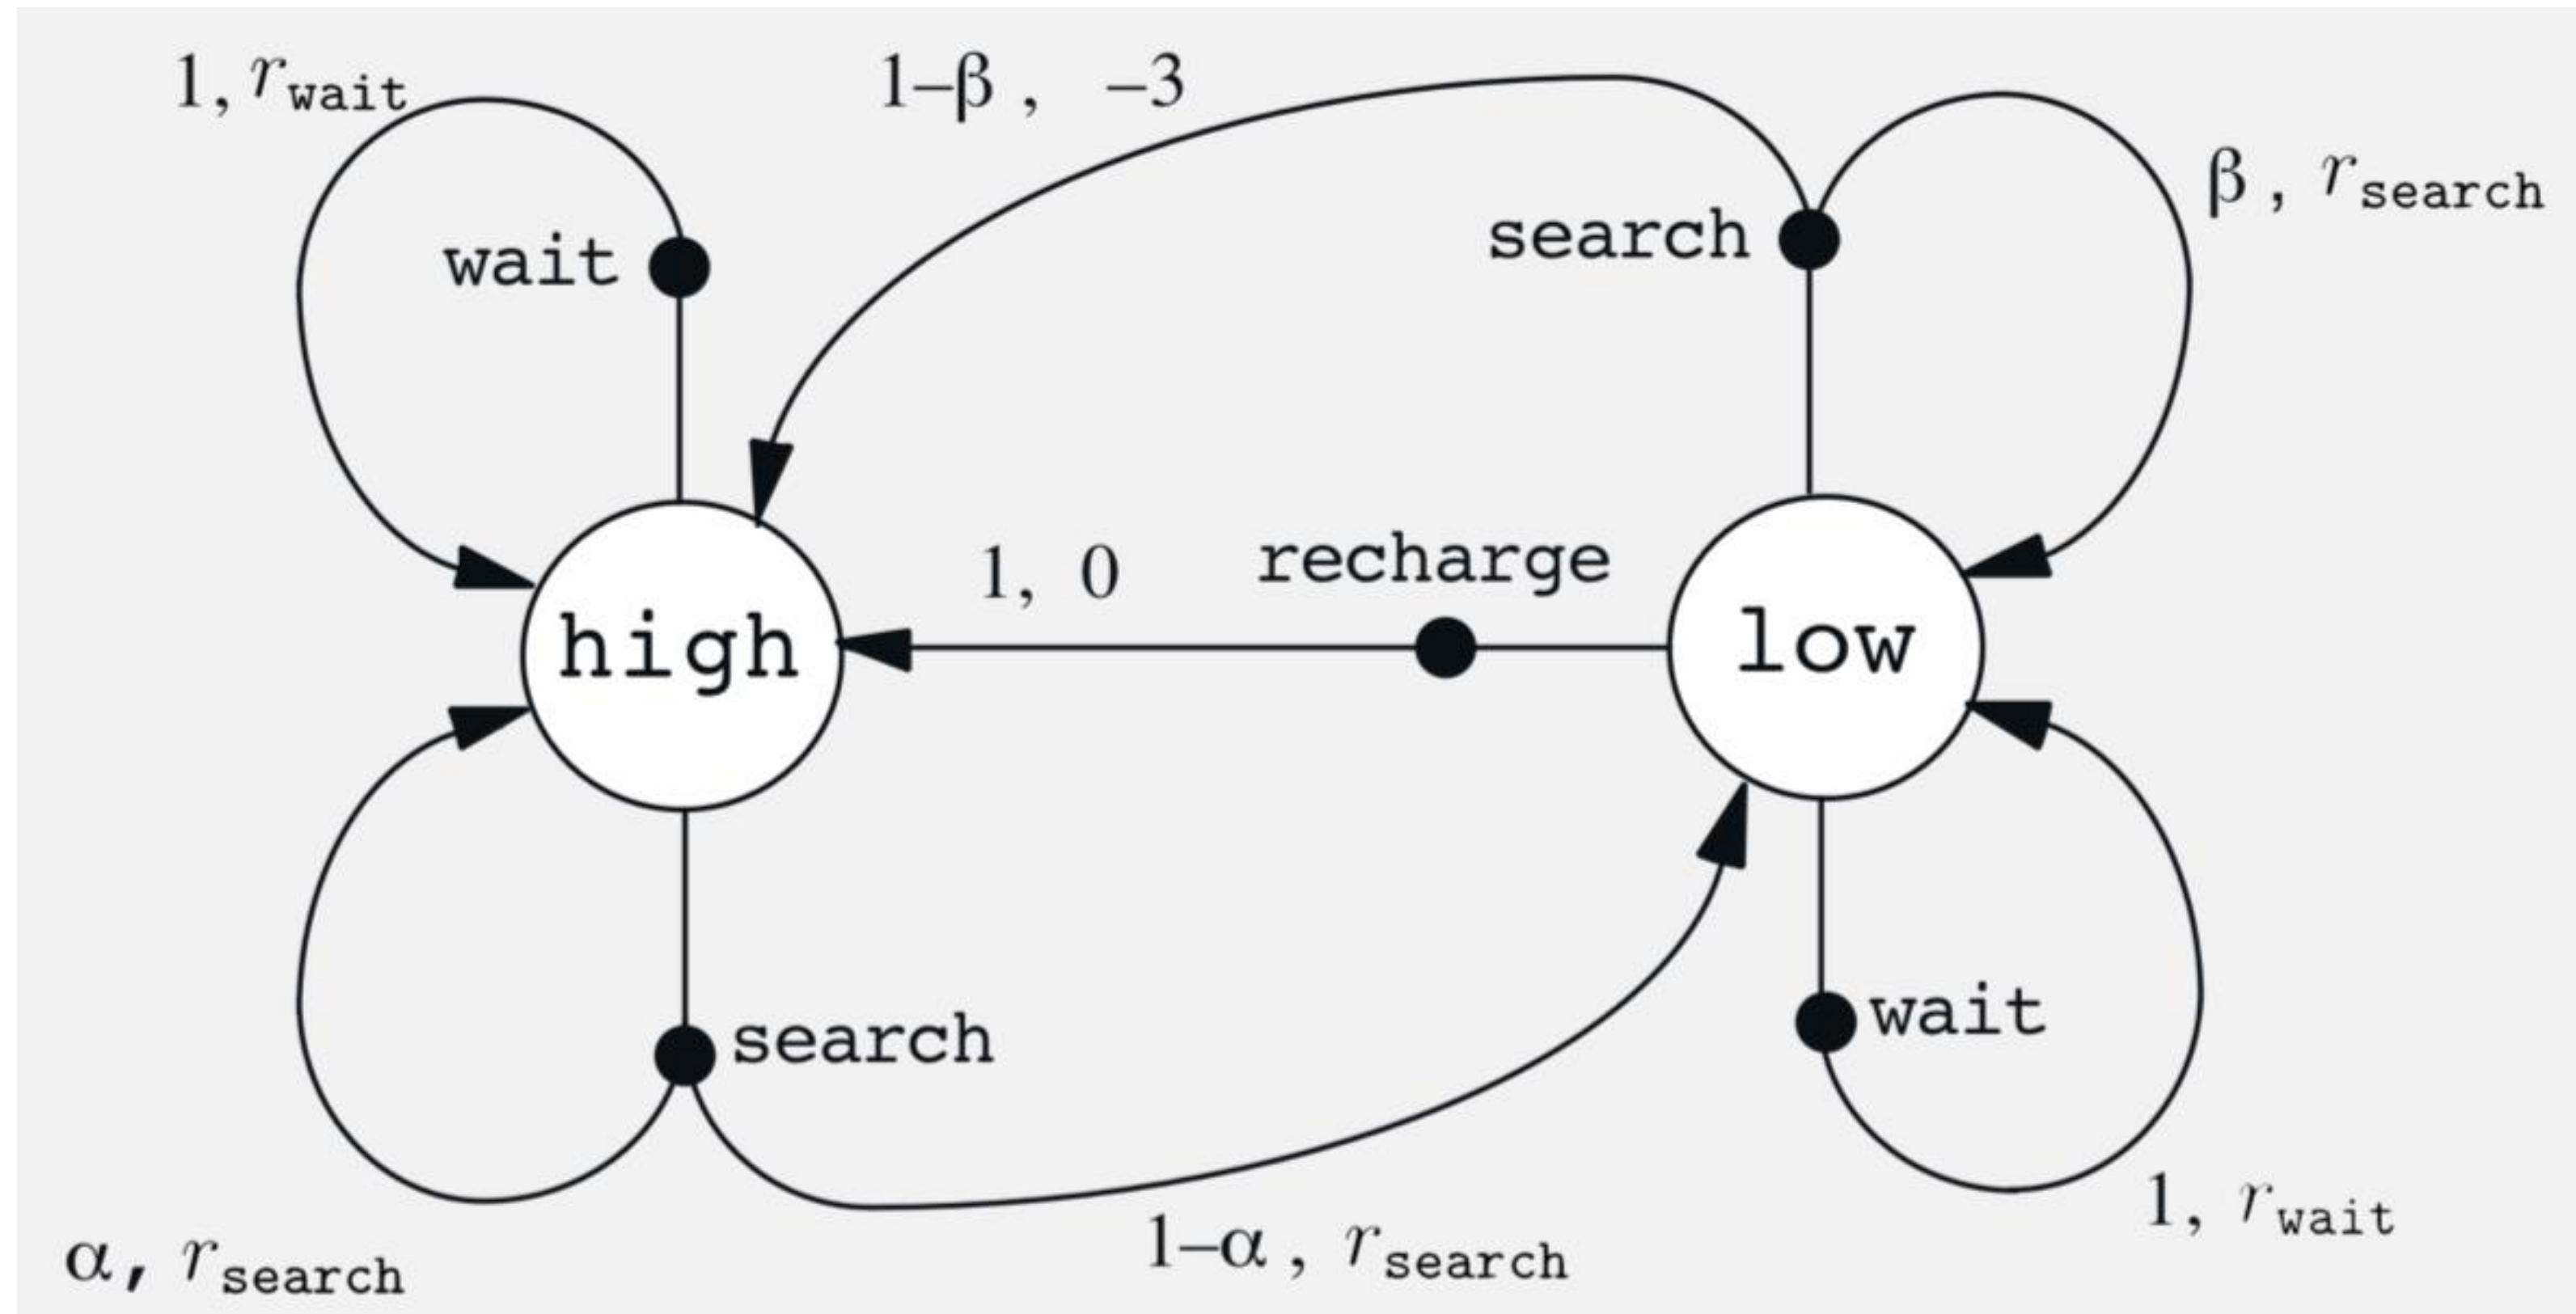 1, r_wait
1–β , –3
β , r_search
wait
search
1, 0
recharge
high
low
search
wait
α, r_search
1–α , r_search
1, r_wait